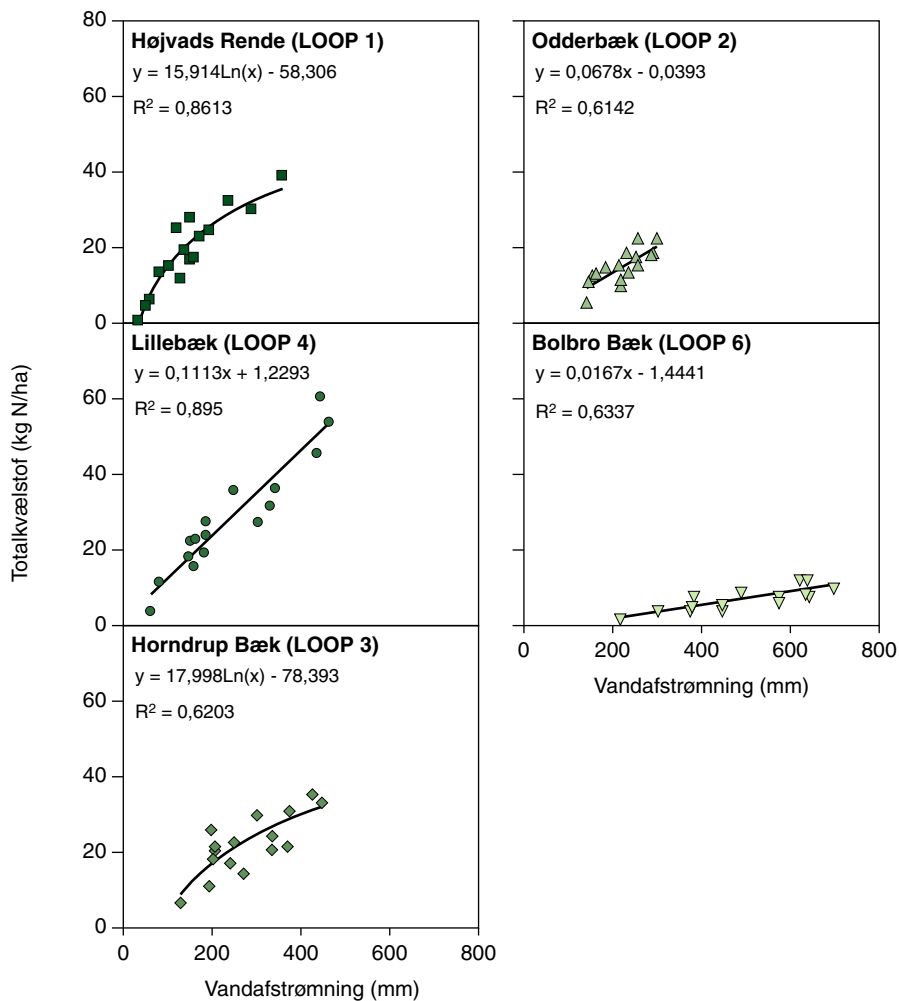 Totalkvælstof (kg N/ha)
80
60
40
20
0
Højvads Rende (LOOP 1)
y = 15,914Ln(x) - 58,306
R² = 0,8613
Odderbæk (LOOP 2)
y = 0,0678x - 0,0393
R² = 0,6142
60
40
20
0
Lillebæk (LOOP 4)
y = 0,1113x + 1,2293
R² = 0,895
Bolbro Bæk (LOOP 6)
y = 0,0167x - 1,4441
R² = 0,6337
0 200 400 600 800
Vandafstrømning (mm)
60
40
20
0
Horndrup Bæk (LOOP 3)
y = 17,998Ln(x) - 78,393
R² = 0,6203
0 200 400 600 800
Vandafstrømning (mm)